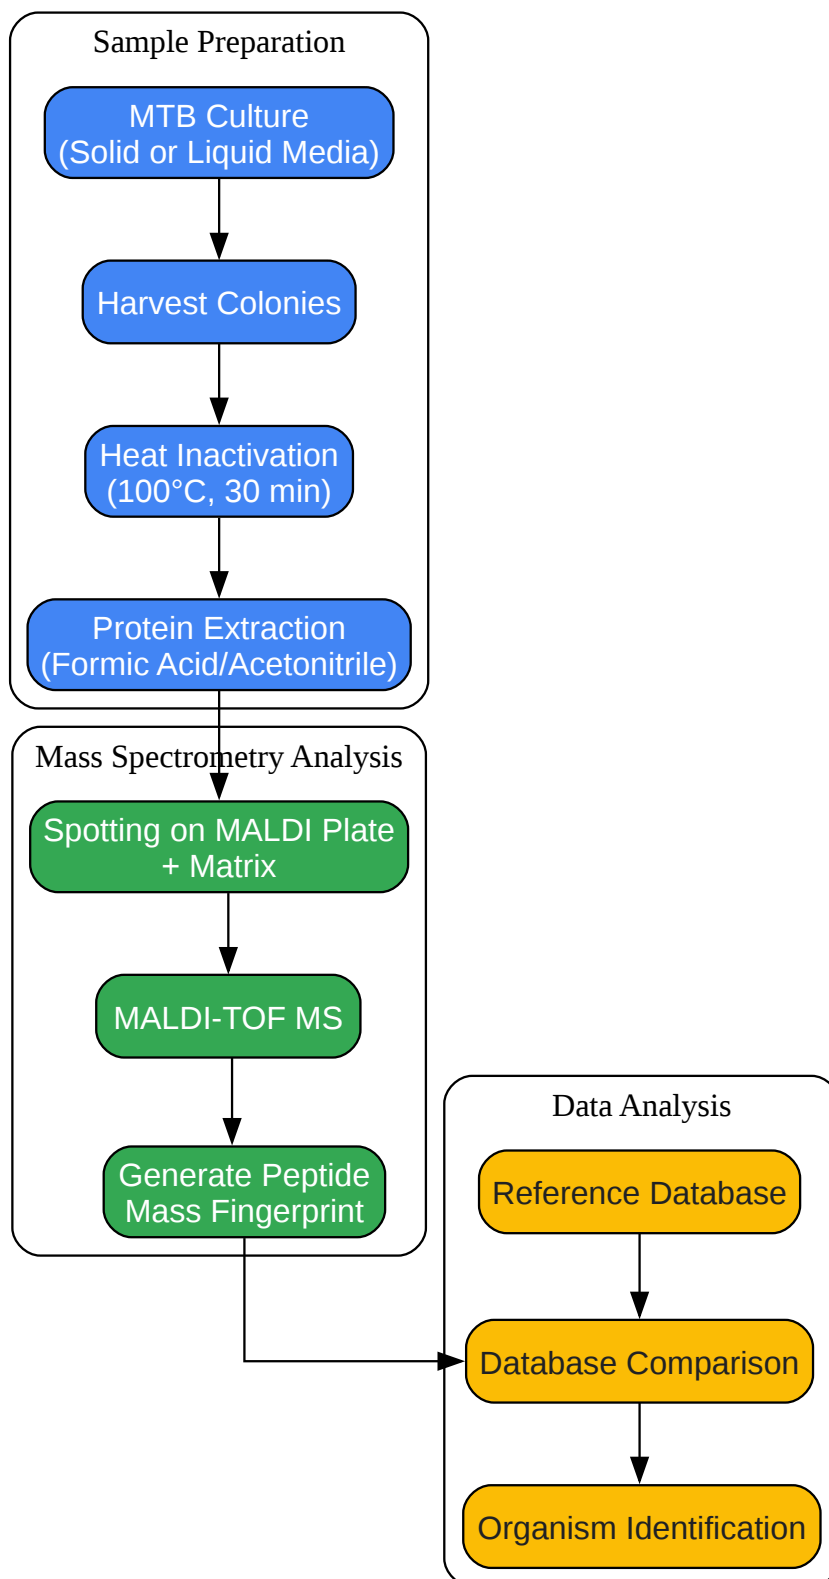 Sample Preparation
MTB Culture
(Solid or Liquid Media)
Harvest Colonies
Heat Inactivation
(100°C, 30 min)
Protein Extraction
(Formic Acid/Acetonitrile)
Mass Spectrometry Analysis
Spotting on MALDI Plate
+ Matrix
MALDI-TOF MS
Generate Peptide
Mass Fingerprint
Data Analysis
Reference Database
Database Comparison
Organism Identification